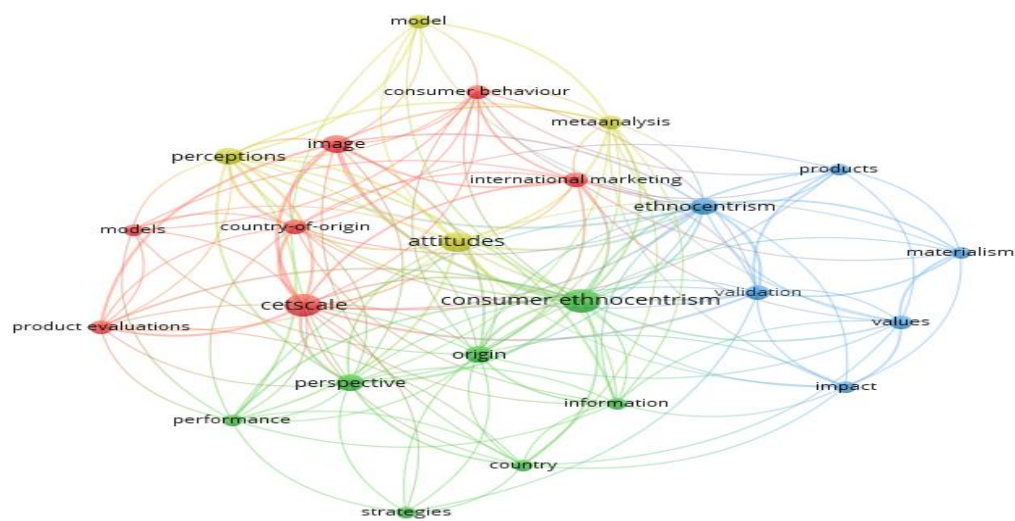 model
consumer behaviour
metaanalysis
image
perceptions
products
international marketing
ethnocentrism
models
country-of-origin
attitudes
materialism
validation
consumer ethnocentrism
cetscale
values
product evaluations
origin
perspective
impact
information
performance
country
strategies